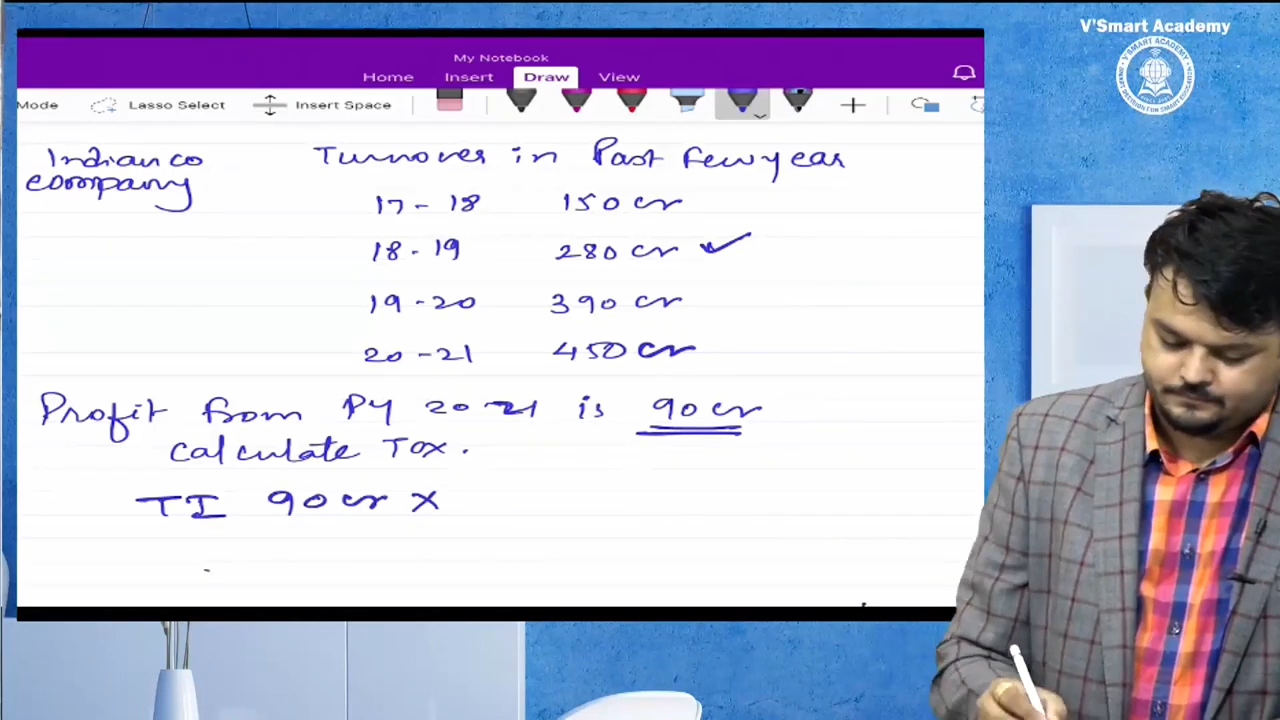 V'Smart Academy
My Notebook
Home Insert Draw View
Mode Lasso Select Insert Space
Indian co Turnover in Past Few year
company
17 - 18 150 cr
18 - 19 280 cr ✓
19 - 20 390 cr
20 - 21 450 cr
Profit from PY 20-21 is 90 cr
calculate Tax.
TI 90 cr X
V'SMART ACADEMY